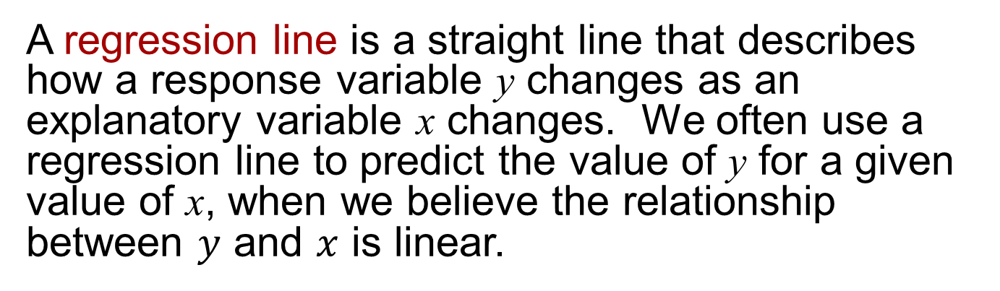 A regression line is a straight line that describes
how a response variable y changes as an
explanatory variable x changes.  We often use a
regression line to predict the value of y for a given
value of x, when we believe the relationship
between y and x is linear.